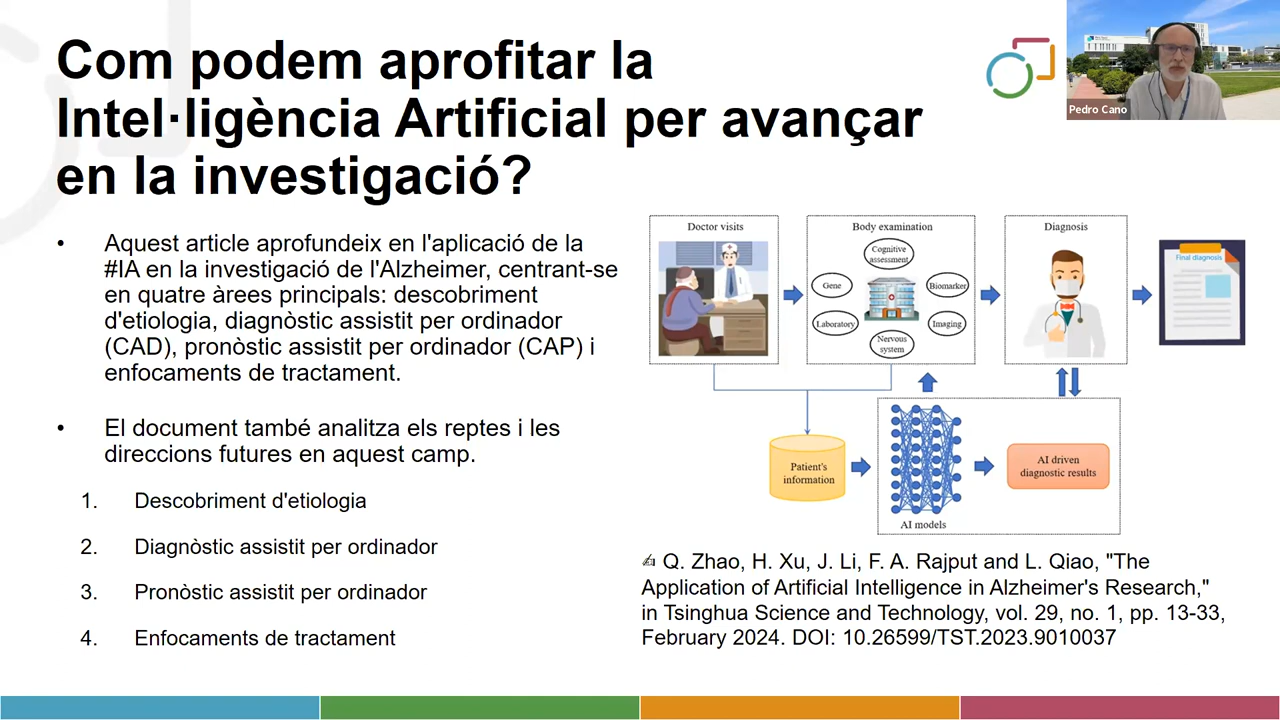 Com podem aprofitar la
Intel·ligència Artificial per avançar
en la investigació?
Pedro Cano
• Aquest article aprofundeix en l'aplicació de la
#IA en la investigació de l'Alzheimer, centrant-se
en quatre àrees principals: descobriment
d'etiologia, diagnòstic assistit per ordinador
(CAD), pronòstic assistit per ordinador (CAP) i
enfocaments de tractament.
• El document també analitza els reptes i les
direccions futures en aquest camp.
1. Descobriment d'etiologia
2. Diagnòstic assistit per ordinador
3. Pronòstic assistit per ordinador
4. Enfocaments de tractament
Doctor visits
Body examination
Cognitive
assessment
Gene
Biomarker
Laboratory
Imaging
Nervous
system
Diagnosis
Final diagnosis
Patient's
information
AI models
AI driven
diagnostic results
✍ Q. Zhao, H. Xu, J. Li, F. A. Rajput and L. Qiao, "The
Application of Artificial Intelligence in Alzheimer's Research,"
in Tsinghua Science and Technology, vol. 29, no. 1, pp. 13-33,
February 2024. DOI: 10.26599/TST.2023.9010037